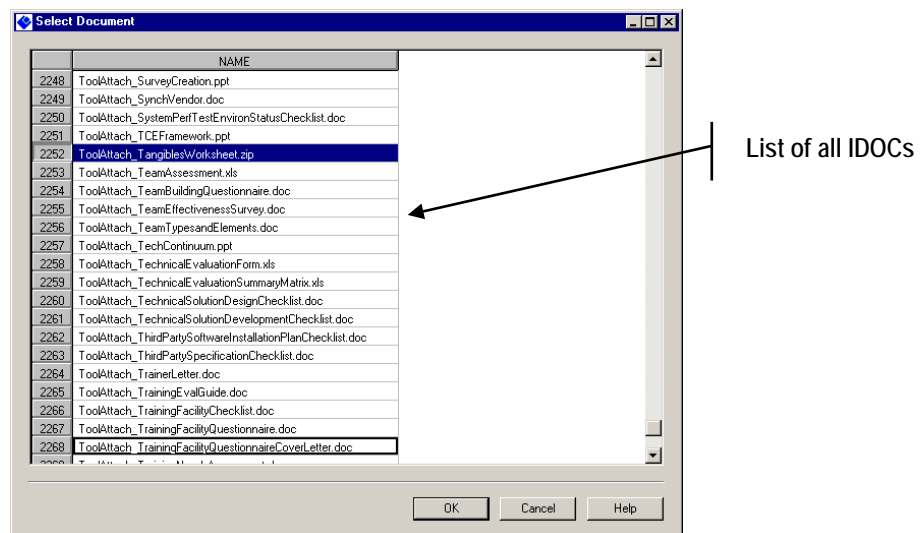 Select Document
NAME
2248 ToolAttach_SurveyCreation.ppt
2249 ToolAttach_SynchVendor.doc
2250 ToolAttach_SystemPerfTestEnvironStatusChecklist.doc
2251 ToolAttach_TCEFramework.ppt
2252 ToolAttach_TangiblesWorksheet.zip
2253 ToolAttach_TeamAssessment.xls
List of all IDOCs
2254 ToolAttach_TeamBuildingQuestionnaire.doc
2255 ToolAttach_TeamEffectivenessSurvey.doc
2256 ToolAttach_TeamTypesandElements.doc
2257 ToolAttach_TechContinuum.ppt
2258 ToolAttach_TechnicalEvaluationForm.xls
2259 ToolAttach_TechnicalEvaluationSummaryMatrix.xls
2260 ToolAttach_TechnicalSolutionDesignChecklist.doc
2261 ToolAttach_TechnicalSolutionDevelopmentChecklist.doc
2262 ToolAttach_ThirdPartySoftwareInstallationPlanChecklist.doc
2263 ToolAttach_ThirdPartySpecificationChecklist.doc
2264 ToolAttach_TrainerLetter.doc
2265 ToolAttach_TrainingEvalGuide.doc
2266 ToolAttach_TrainingFacilityChecklist.doc
2267 ToolAttach_TrainingFacilityQuestionnaire.doc
2268 ToolAttach_TrainingFacilityQuestionnaireCoverLetter.doc
OK Cancel Help